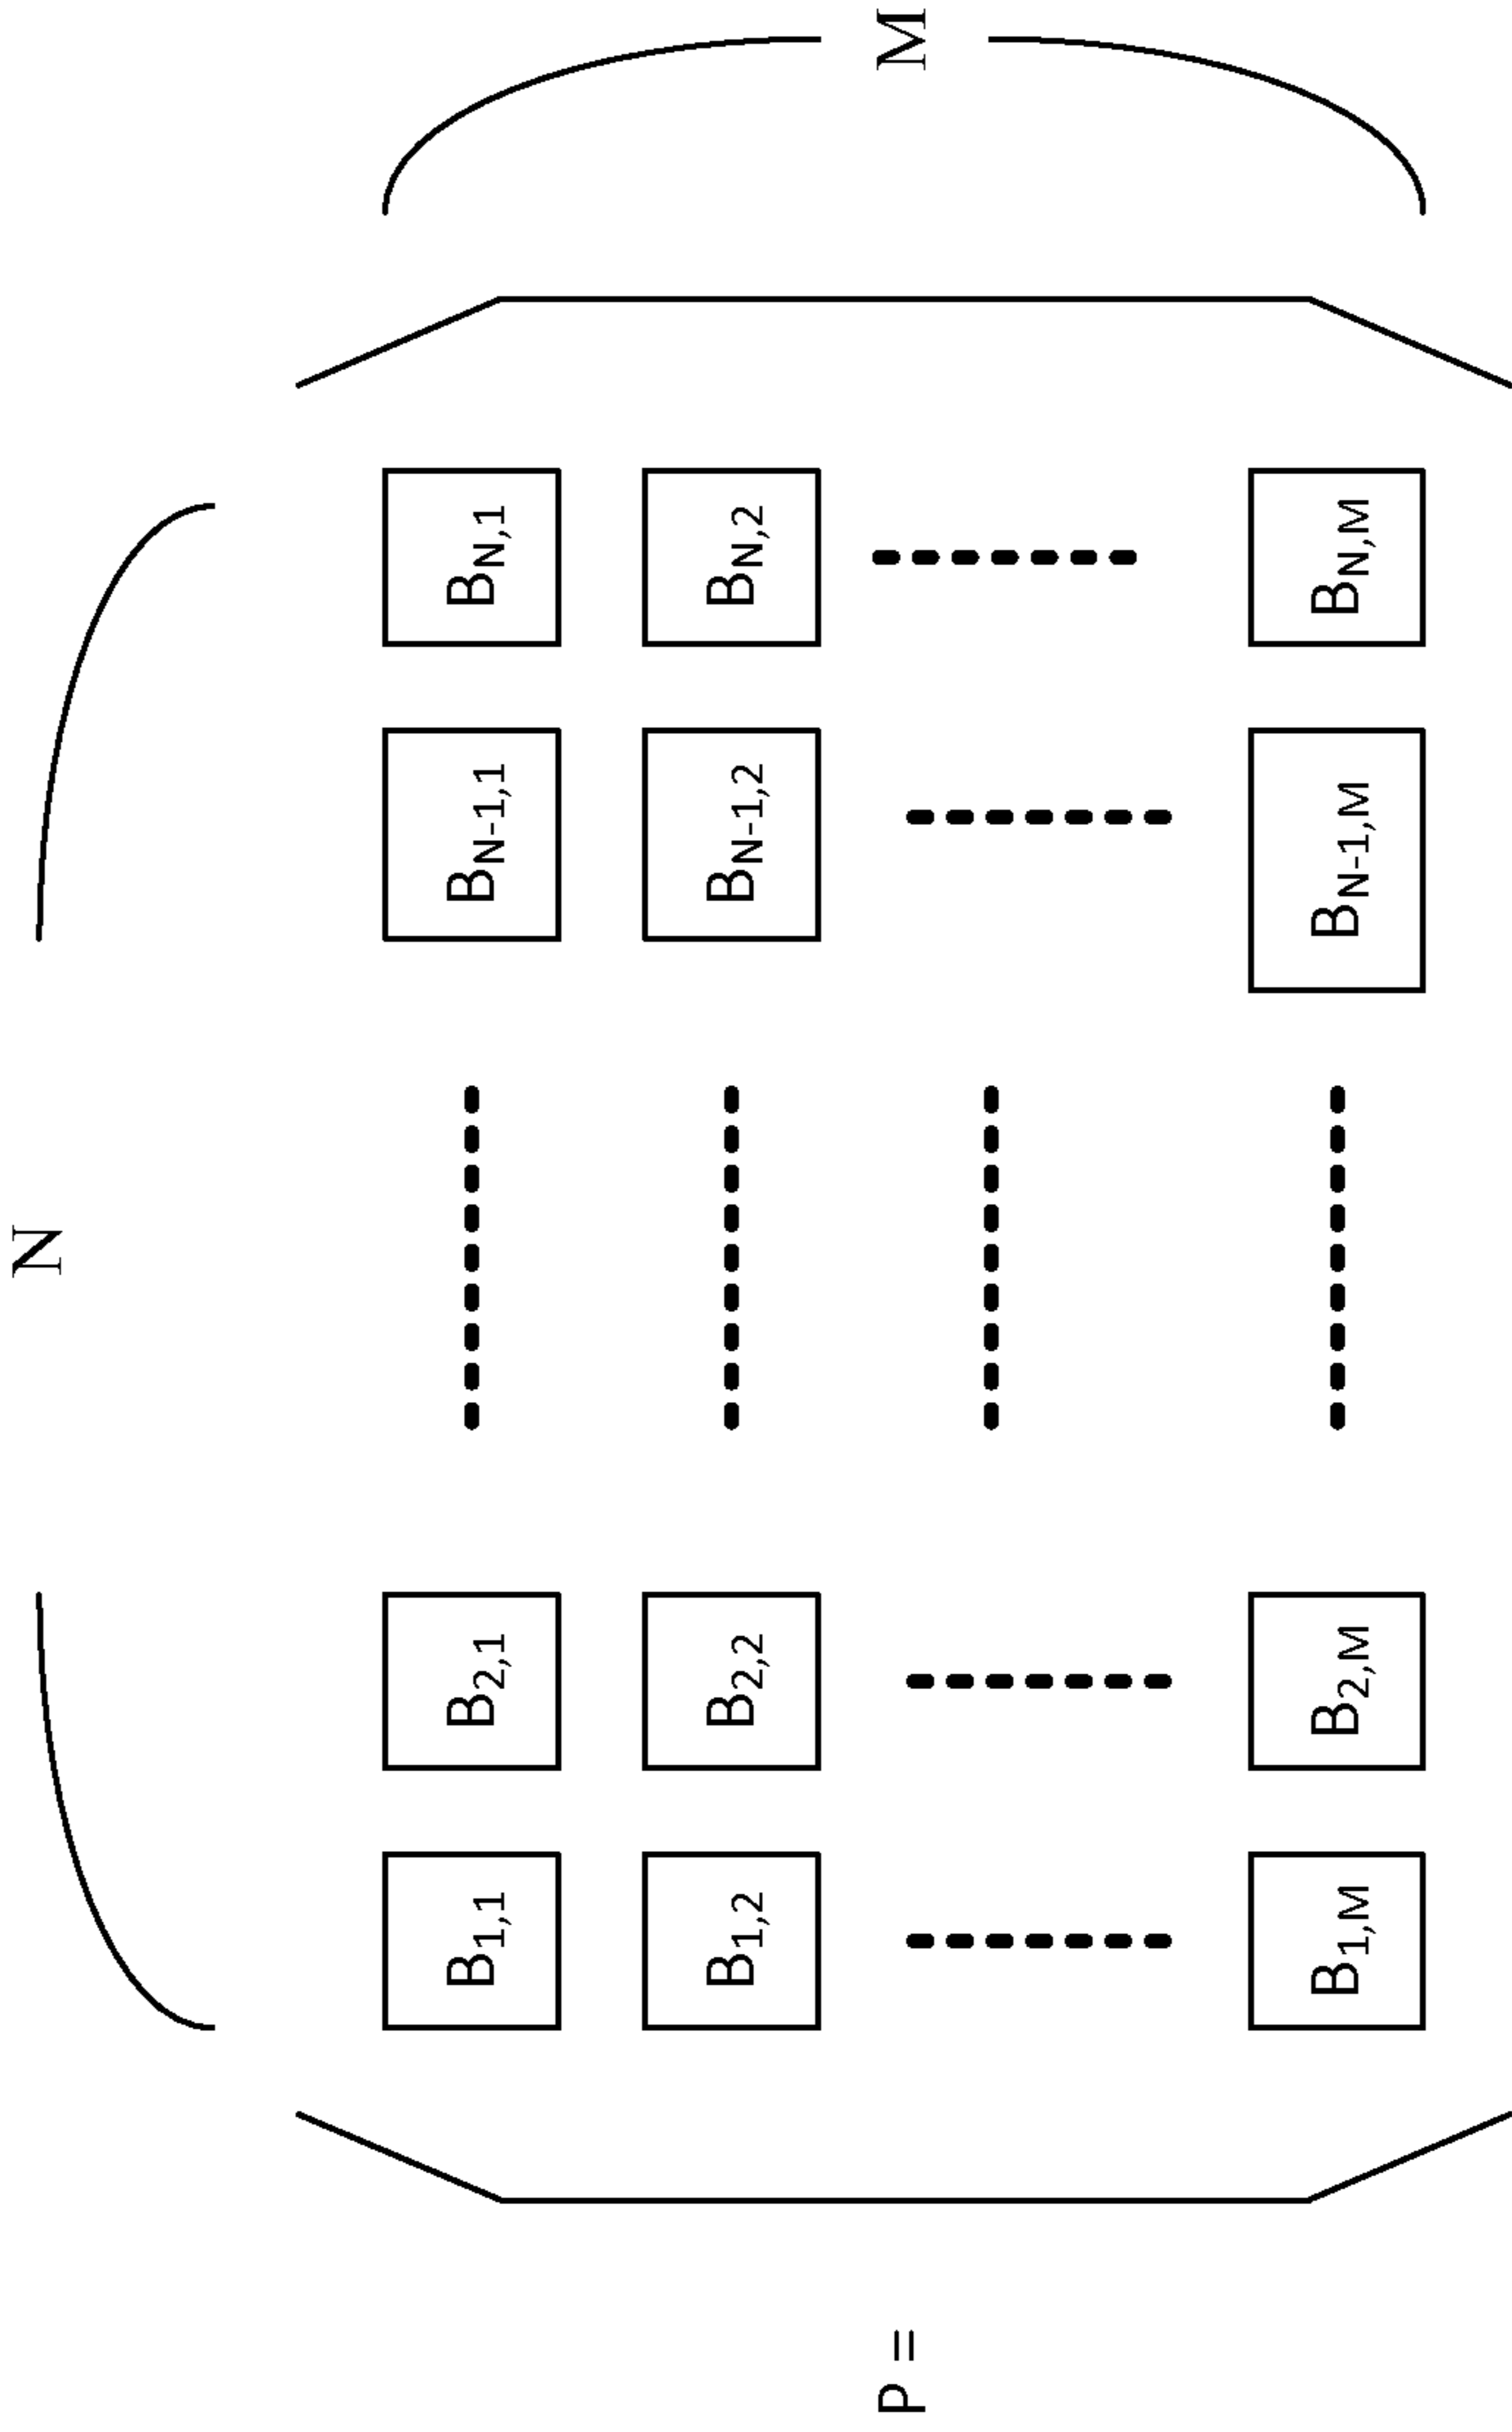 N
B1,1 B2,1 BN-1,1 BN,1
B1,2 B2,2 BN-1,2 BN,2
P = M
B1,M B2,M BN-1,M BN,M